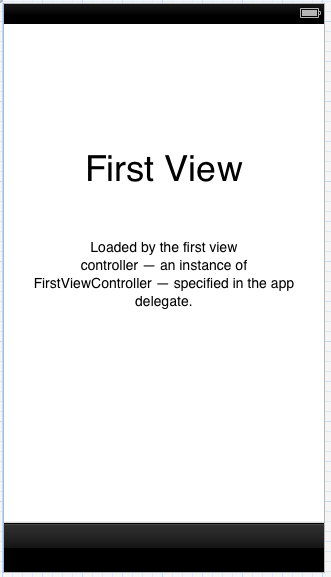 First View
Loaded by the first view
controller — an instance of
FirstViewController — specified in the app
delegate.